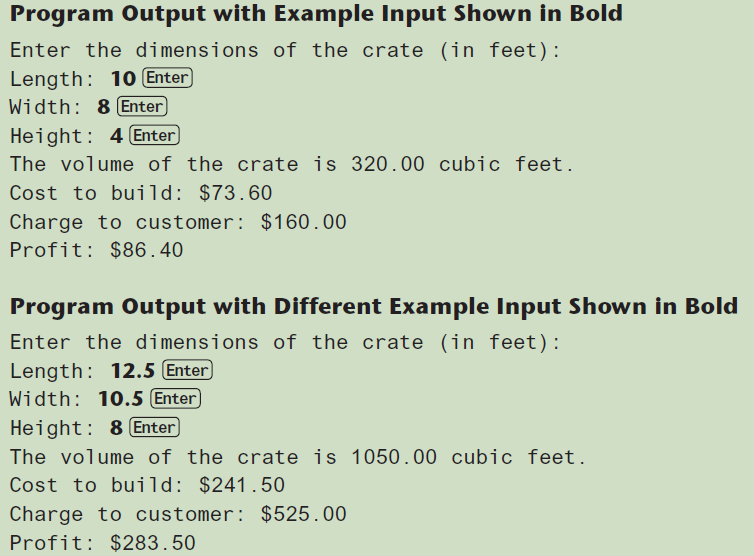 Program Output with Example Input Shown in Bold
Enter the dimensions of the crate (in feet):
Length: 10 Enter
Width: 8 Enter
Height: 4 Enter
The volume of the crate is 320.00 cubic feet.
Cost to build: $73.60
Charge to customer: $160.00
Profit: $86.40
Program Output with Different Example Input Shown in Bold
Enter the dimensions of the crate (in feet):
Length: 12.5 Enter
Width: 10.5 Enter
Height: 8 Enter
The volume of the crate is 1050.00 cubic feet.
Cost to build: $241.50
Charge to customer: $525.00
Profit: $283.50